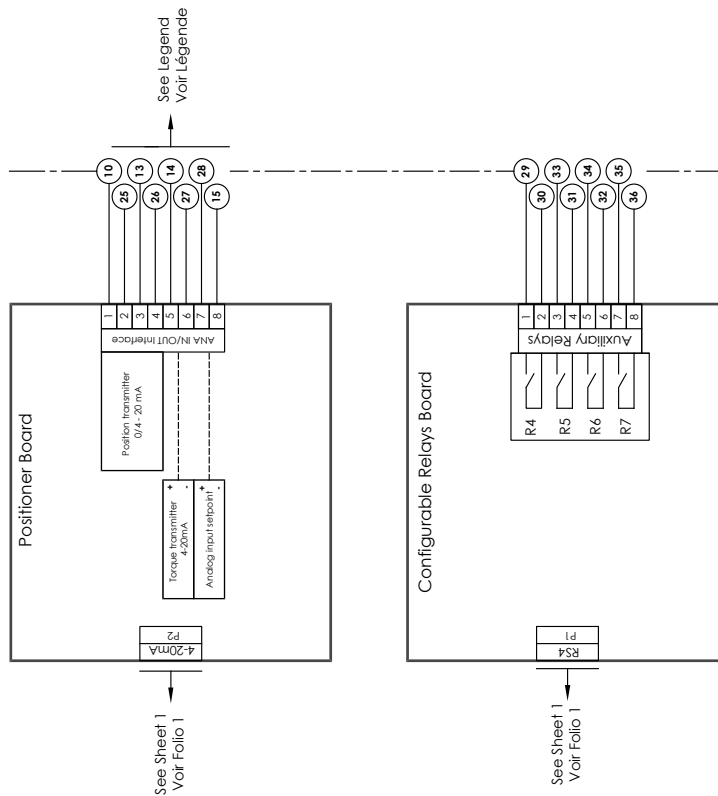 Positioner Board
Position transmitter
0/4 - 20 mA
Torque transmitter
4-20mA
+
-
Analog input setpoint
+
-
ANA IN/OUT Interface
1
2
3
4
5
6
7
8
10
25
13
26
14
27
28
15
See Legend
Voir Légende
4-20mA
P2
See Sheet 1
Voir Folio 1
Configurable Relays Board
R4
R5
R6
R7
Auxiliary Relays
1
2
3
4
5
6
7
8
29
30
33
31
34
32
35
36
RS4
P1
See Sheet 1
Voir Folio 1